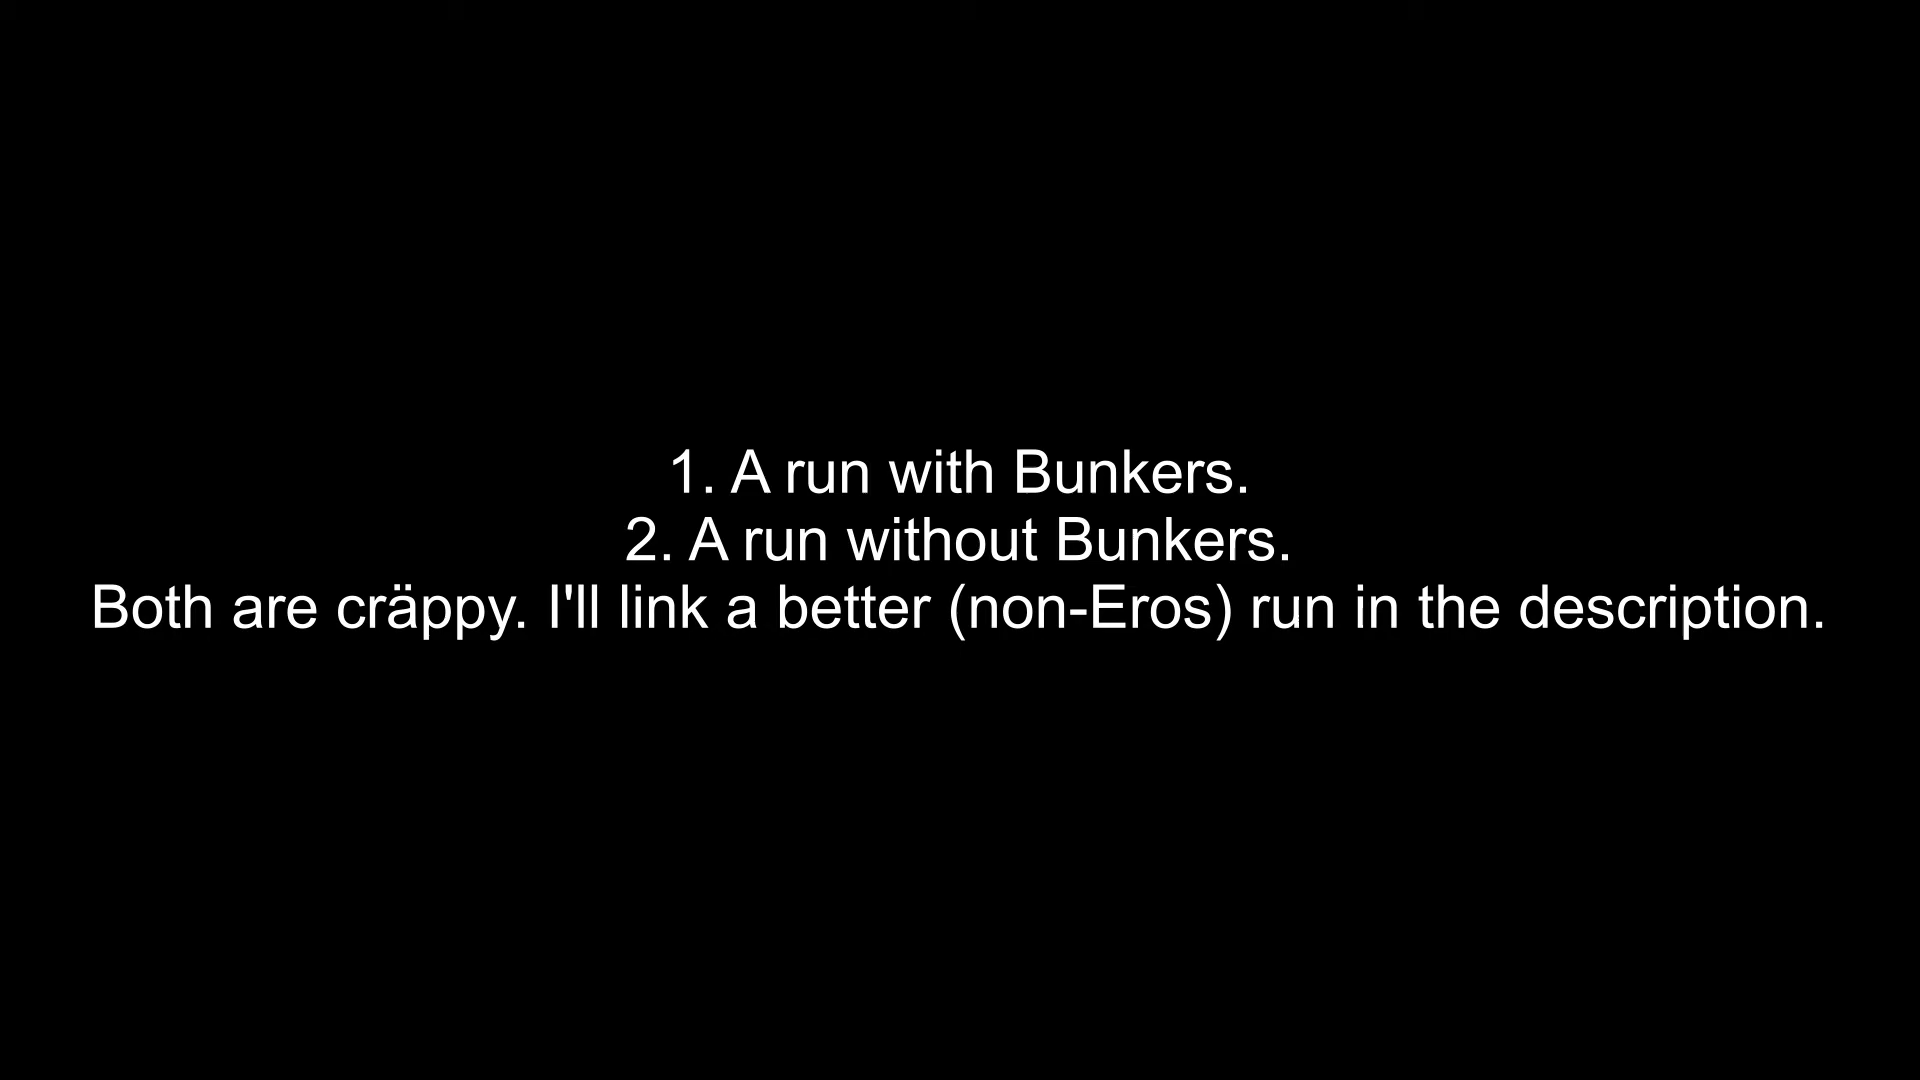 1. A run with Bunkers.
2. A run without Bunkers.
Both are cräppy. I'll link a better (non-Eros) run in the description.